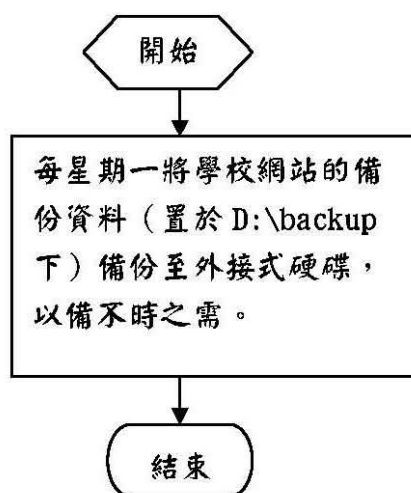 開始
每星期一將學校網站的備
份資料（置於 D:\backup
下）備份至外接式硬碟，
以備不時之需。
結束